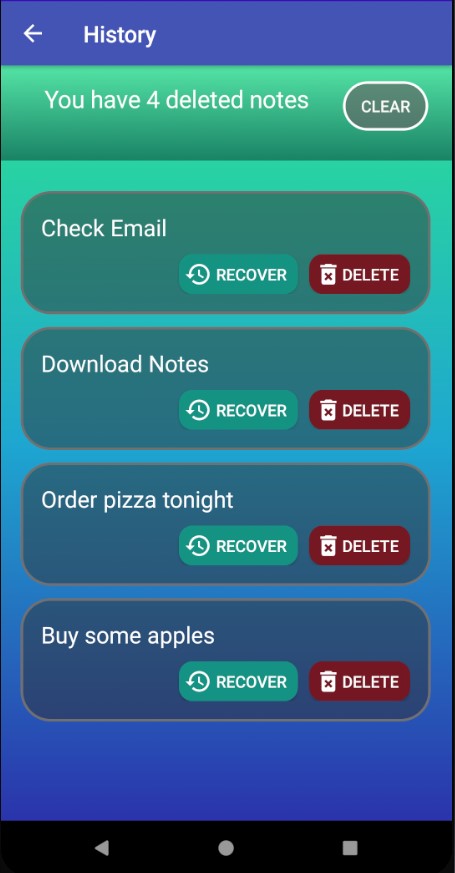 History
You have 4 deleted notes
CLEAR
Check Email
RECOVER DELETE
Download Notes
RECOVER DELETE
Order pizza tonight
RECOVER DELETE
Buy some apples
RECOVER DELETE